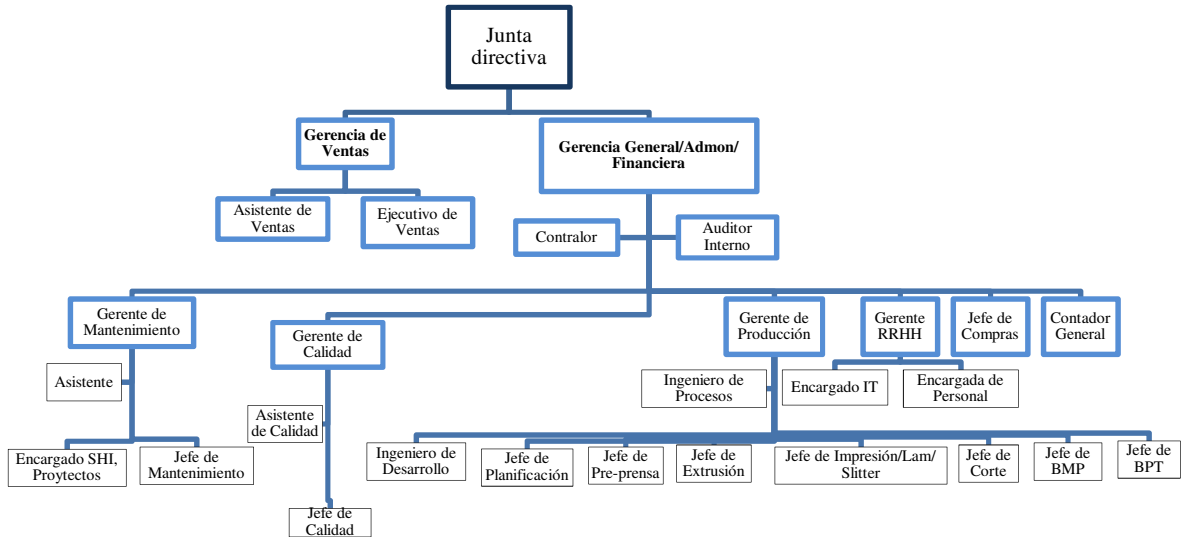 Junta
directiva
Gerencia de
Ventas
Gerencia General/Admon/
Financiera
Asistente de
Ventas
Ejecutivo de
Ventas
Contralor
Auditor
Interno
Gerente de
Mantenimiento
Gerente de
Calidad
Gerente de
Producción
Gerente
RRHH
Jefe de
Compras
Contador
General
Asistente
Asistente
de Calidad
Ingeniero de
Procesos
Encargado IT
Encargada de
Personal
Encargado SHI,
Proytectos
Jefe de
Mantenimiento
Jefe de
Calidad
Ingeniero de
Desarrollo
Jefe de
Planificación
Jefe de
Pre-prensa
Jefe de
Extrusión
Jefe de Impresión/Lam/
Slitter
Jefe de
Corte
Jefe de
BMP
Jefe de
BPT